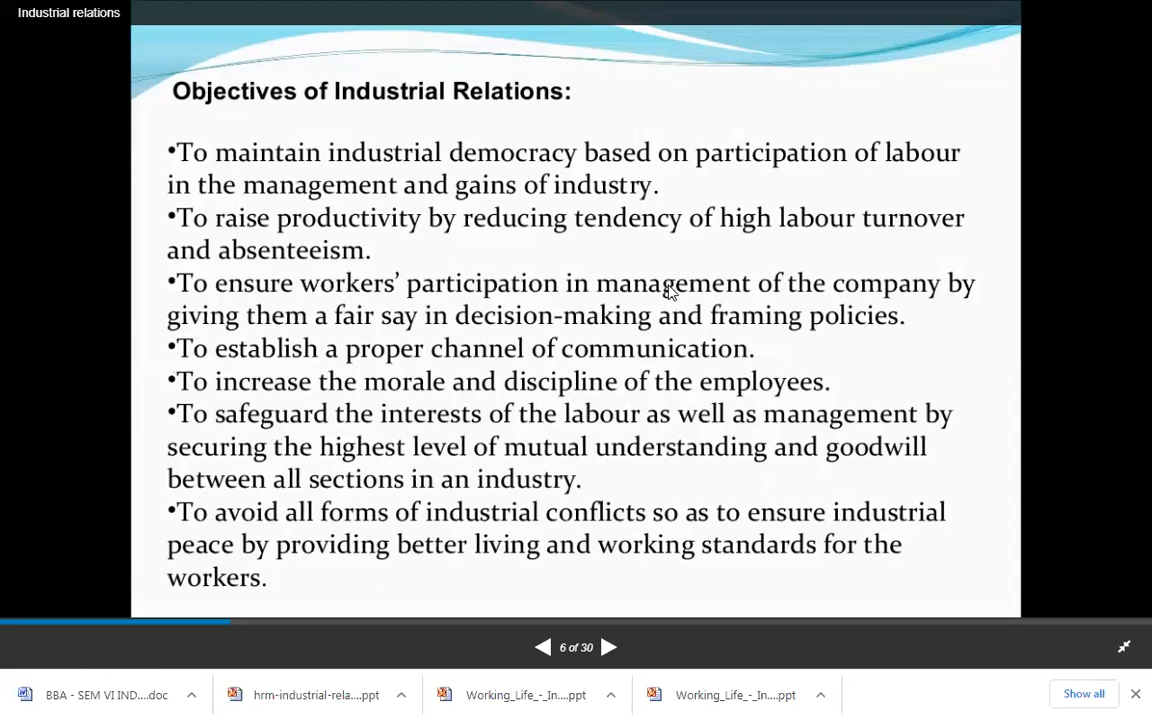 Industrial relations
Objectives of Industrial Relations:
•To maintain industrial democracy based on participation of labour
in the management and gains of industry.
•To raise productivity by reducing tendency of high labour turnover
and absenteeism.
•To ensure workers’ participation in management of the company by
giving them a fair say in decision-making and framing policies.
•To establish a proper channel of communication.
•To increase the morale and discipline of the employees.
•To safeguard the interests of the labour as well as management by
securing the highest level of mutual understanding and goodwill
between all sections in an industry.
•To avoid all forms of industrial conflicts so as to ensure industrial
peace by providing better living and working standards for the
workers.
6 of 30
BBA - SEM VI IND....doc
hrm-industrial-rela....ppt
Working_Life_-_In....ppt
Working_Life_-_In....ppt
Show all